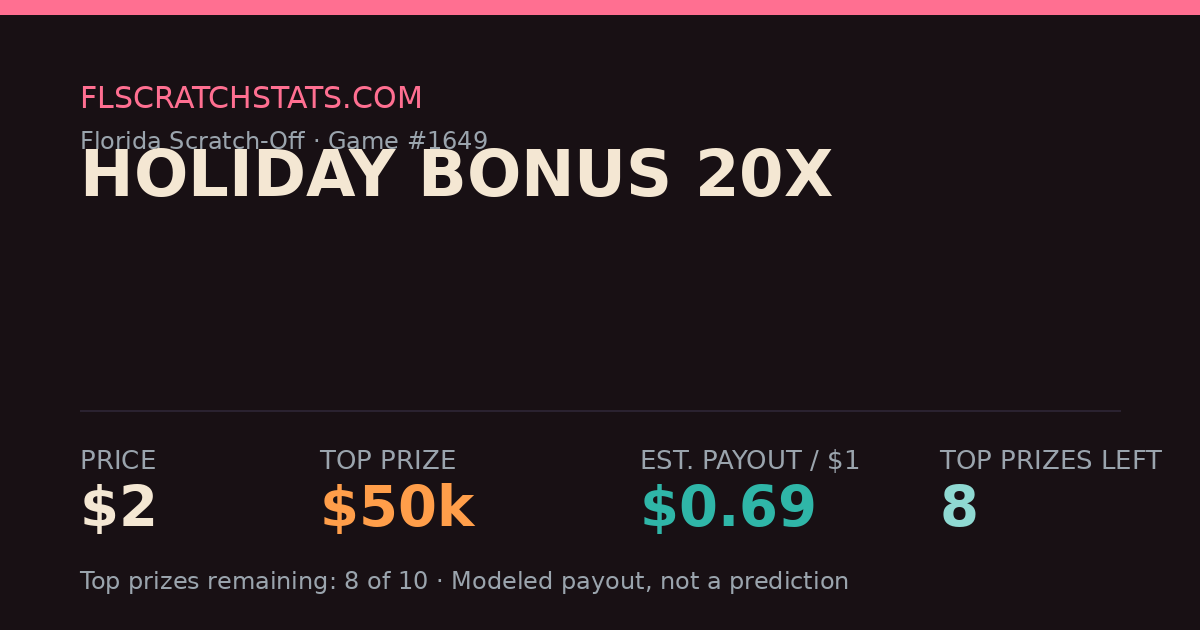 FLSCRATCHSTATS.COM
Florida Scratch-Off · Game #1649
HOLIDAY BONUS 20X
PRICE TOP PRIZE EST. PAYOUT / $1 TOP PRIZES LEFT
$2 $50k $0.69 8
Top prizes remaining: 8 of 10 · Modeled payout, not a prediction